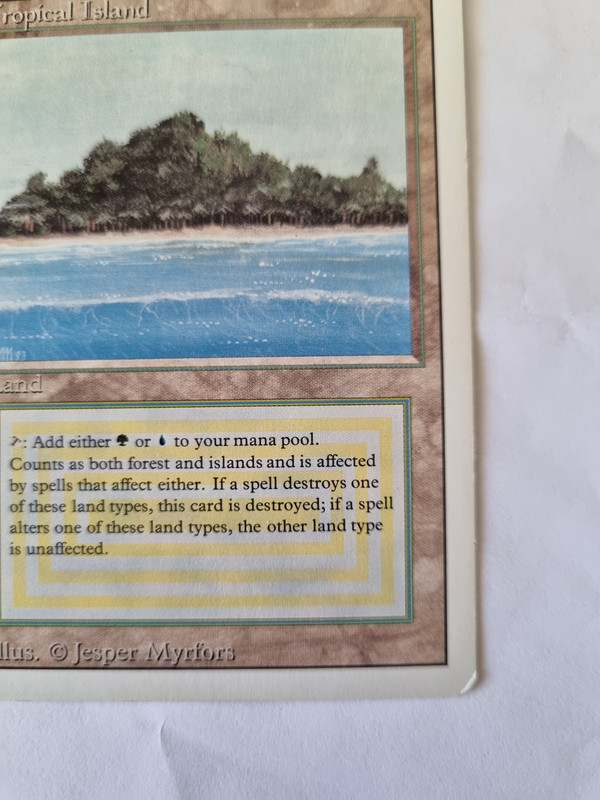 ropical Island
and
: Add either or to your mana pool.
Counts as both forest and islands and is affected
by spells that affect either. If a spell destroys one
of these land types, this card is destroyed; if a spell
alters one of these land types, the other land type
is unaffected.
llus. © Jesper Myrfors